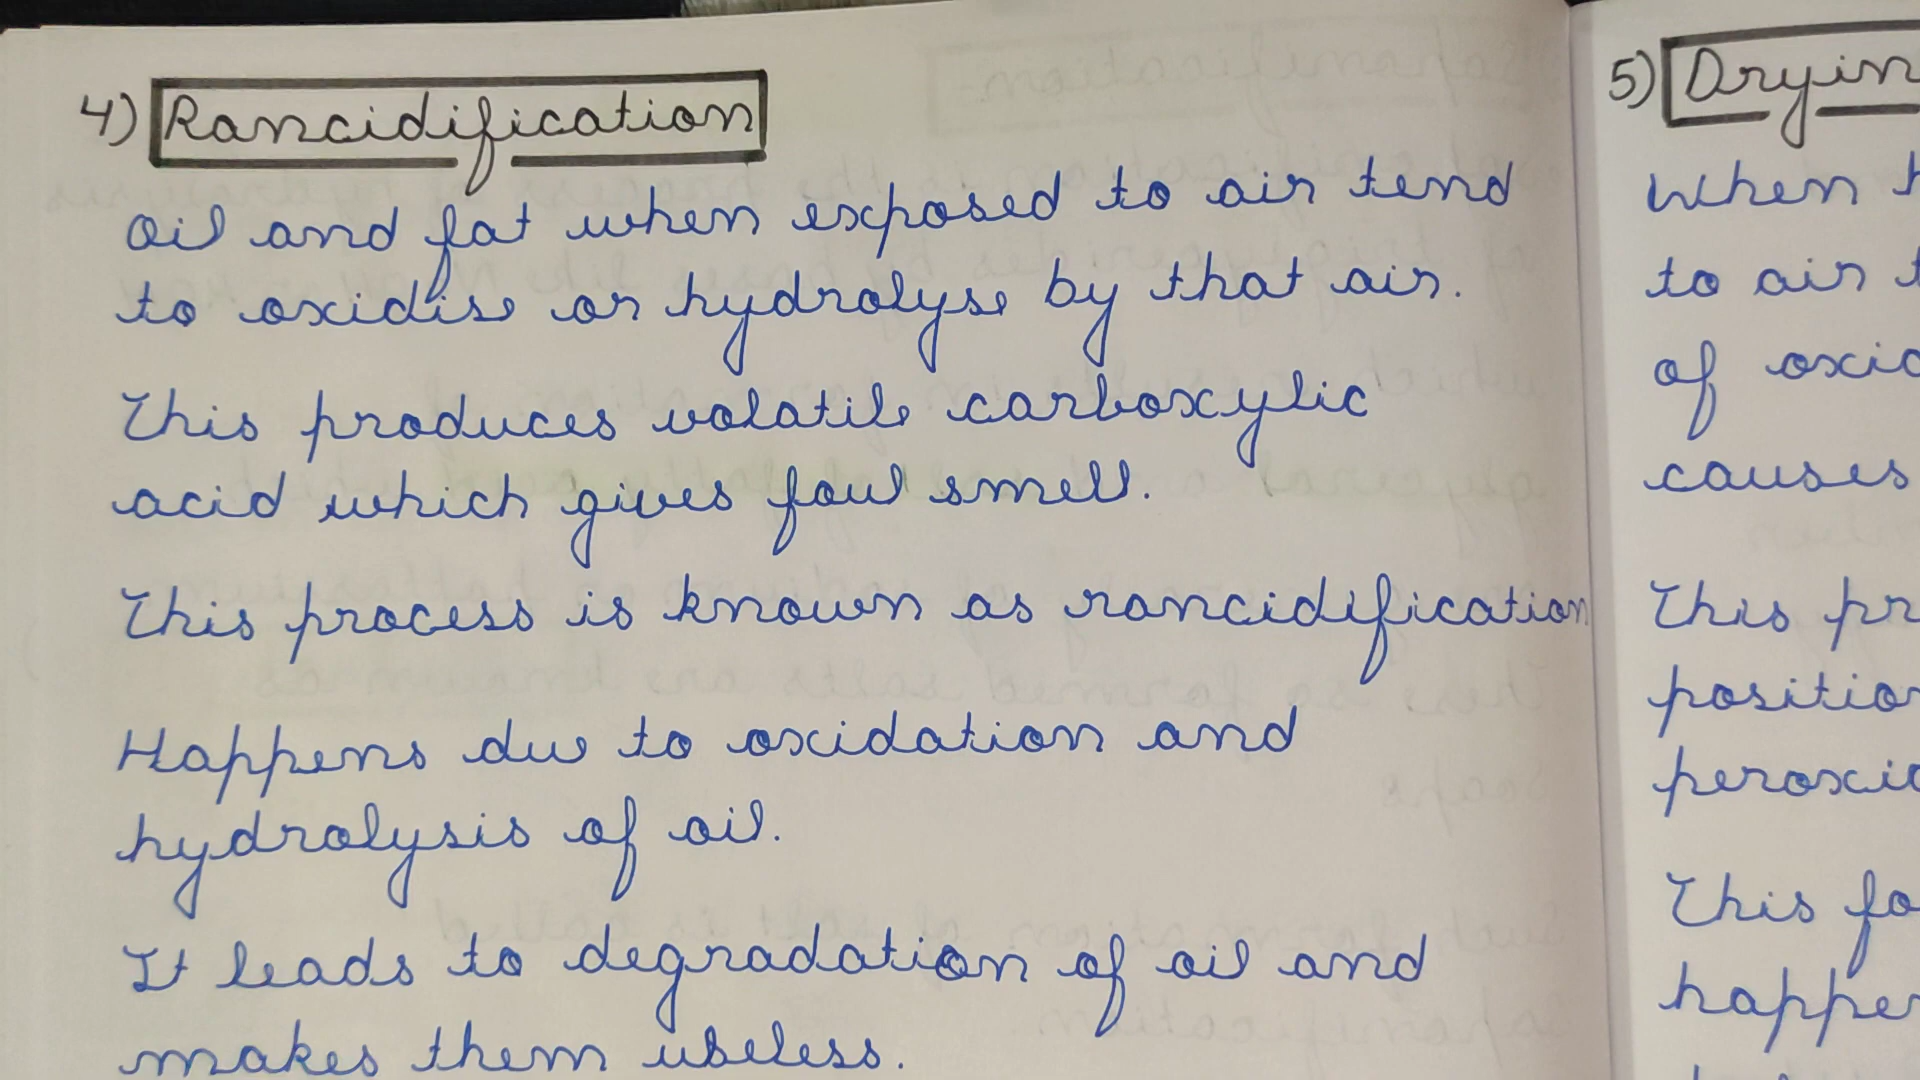 4) Rancidification
Oil and fat when exposed to air tend
to oxidise or hydrolyse by that air.
This produces volatile carboxylic
acid which gives foul smell.
This process is known as rancidification
Happens due to oxidation and
hydrolysis of oil.
It leads to degradation of oil and
makes them useless.
5) Dryin
When
to air
of oxid
causes
This pr
position
peroxid
This fo
happen